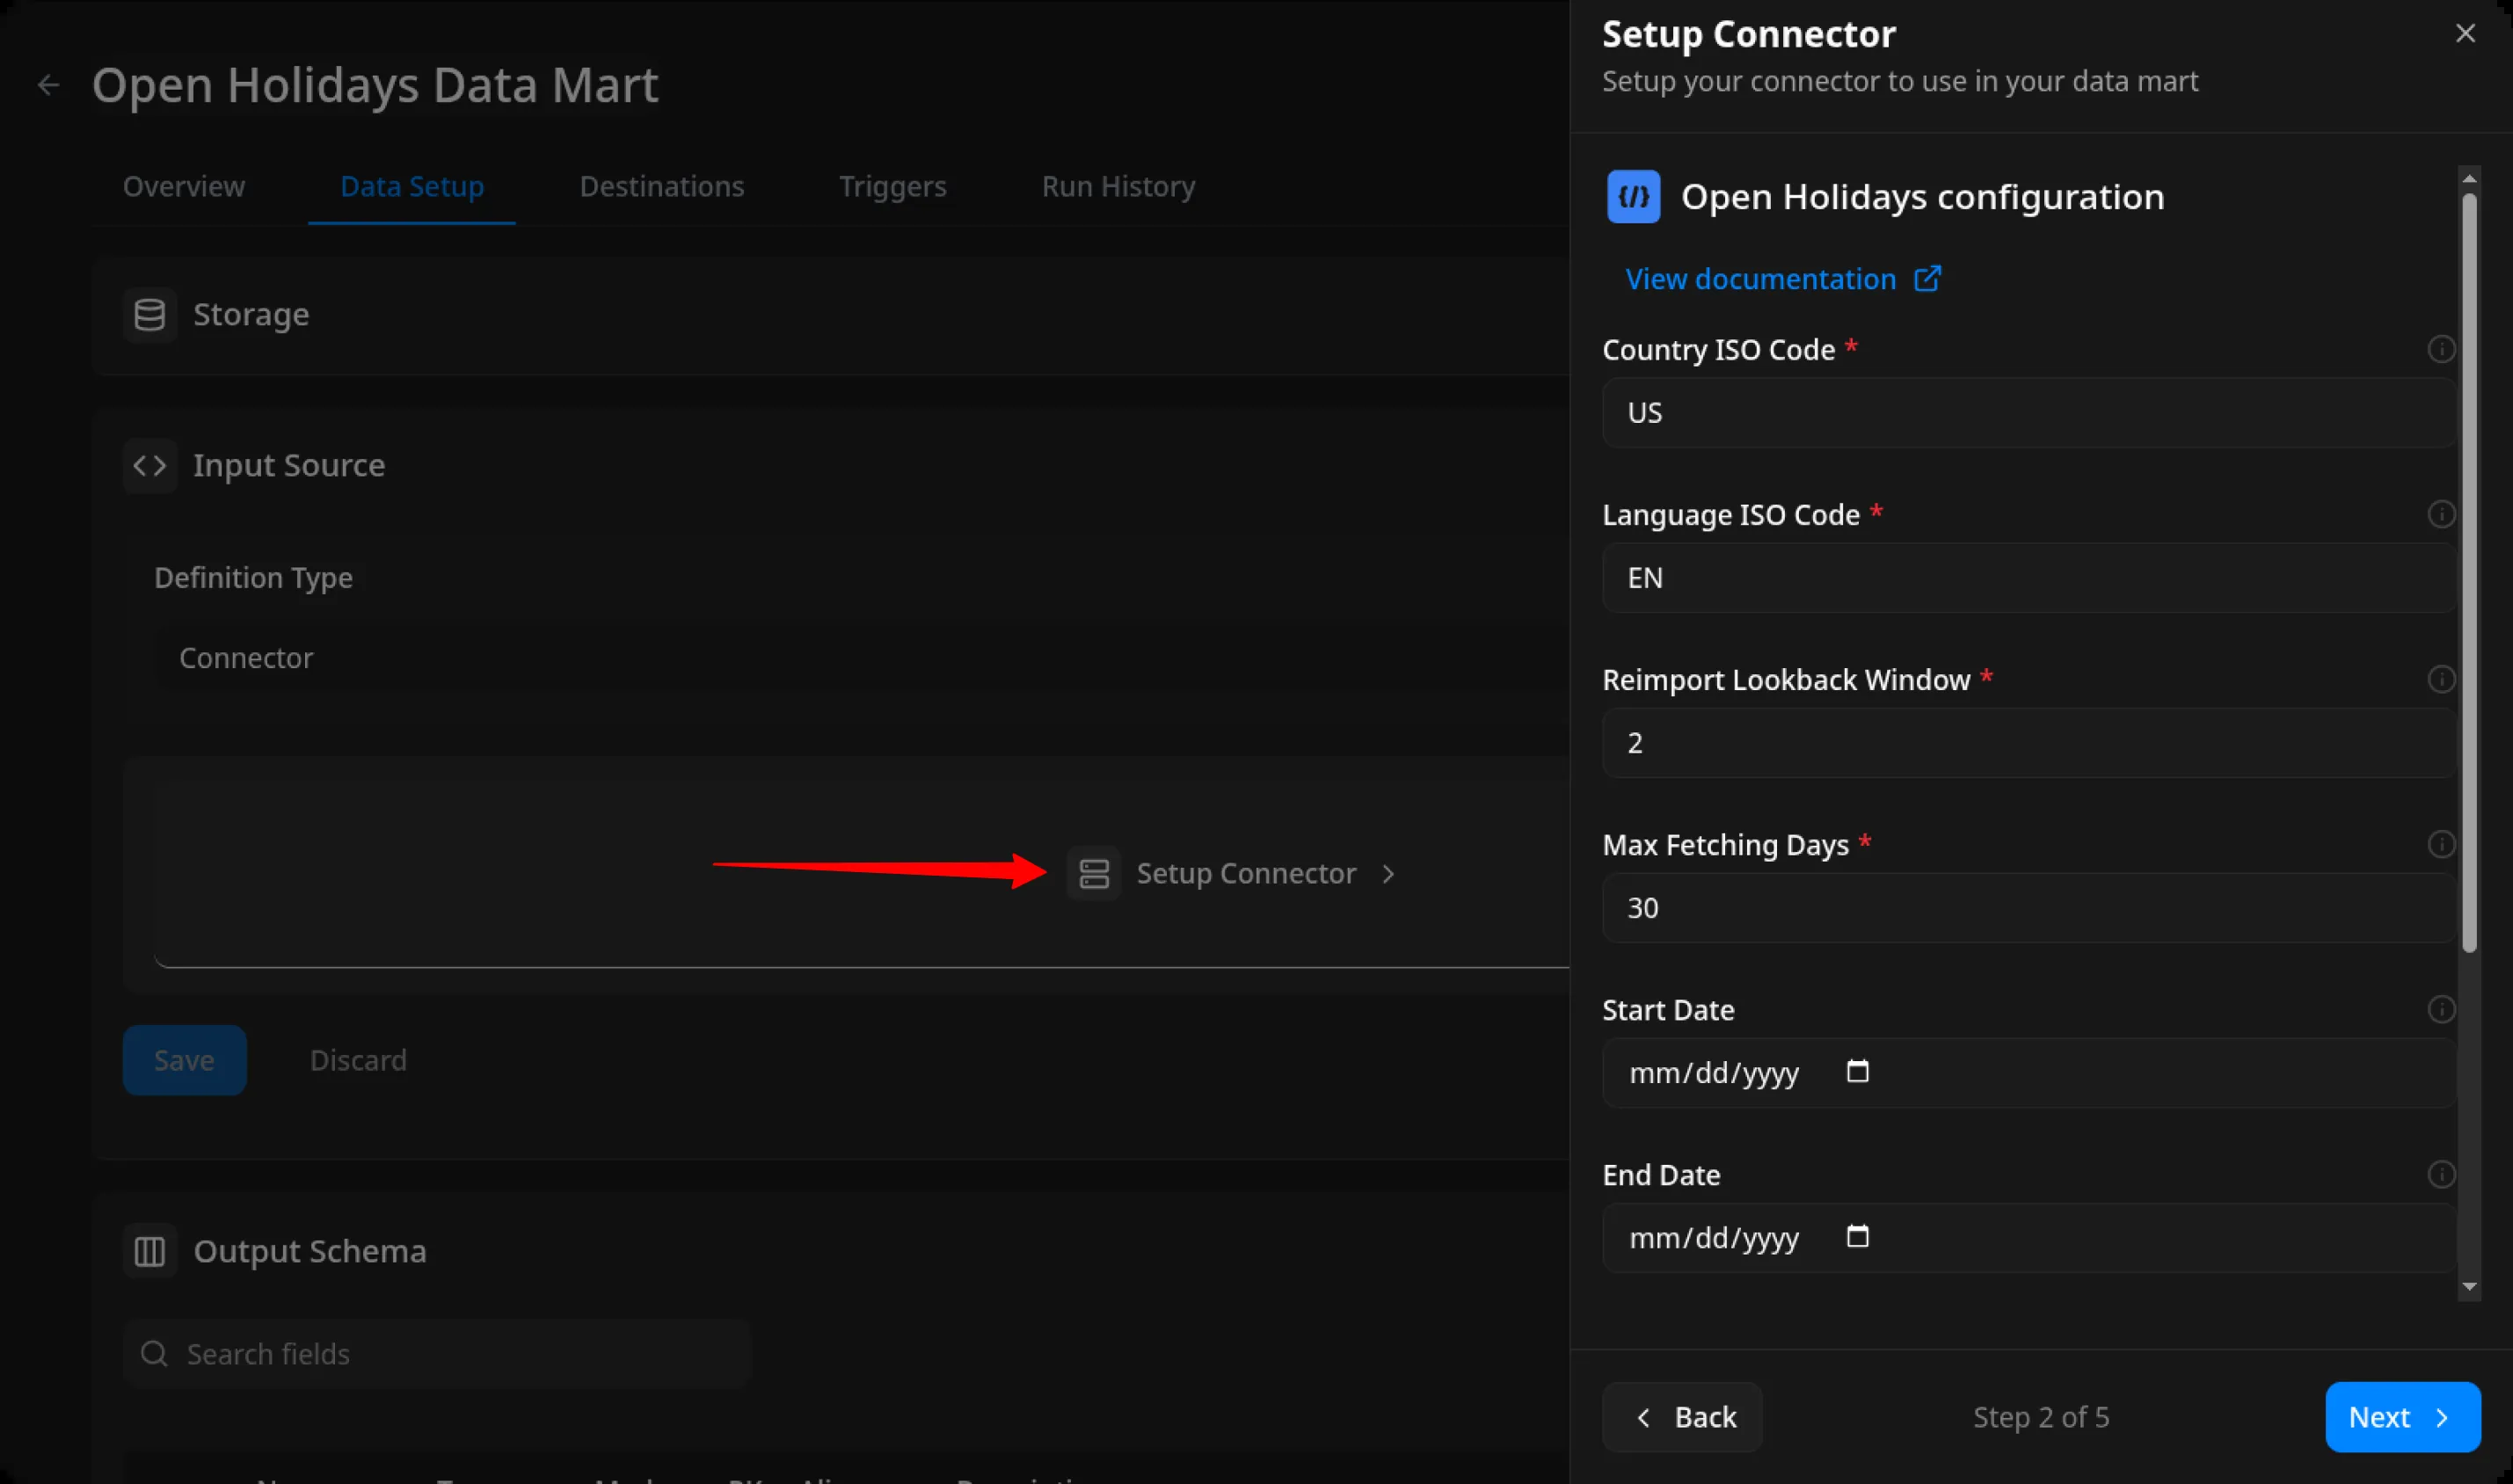 Open Holidays Data Mart
Overview Data Setup Destinations Triggers Run History
Storage
Input Source
Definition Type
Connector
Setup Connector
Save Discard
Output Schema
Search fields
Setup Connector
Setup your connector to use in your data mart
Open Holidays configuration
View documentation
Country ISO Code *
US
Language ISO Code *
EN
Reimport Lookback Window *
2
Max Fetching Days *
30
Start Date
mm/dd/yyyy
End Date
mm/dd/yyyy
Back Step 2 of 5 Next